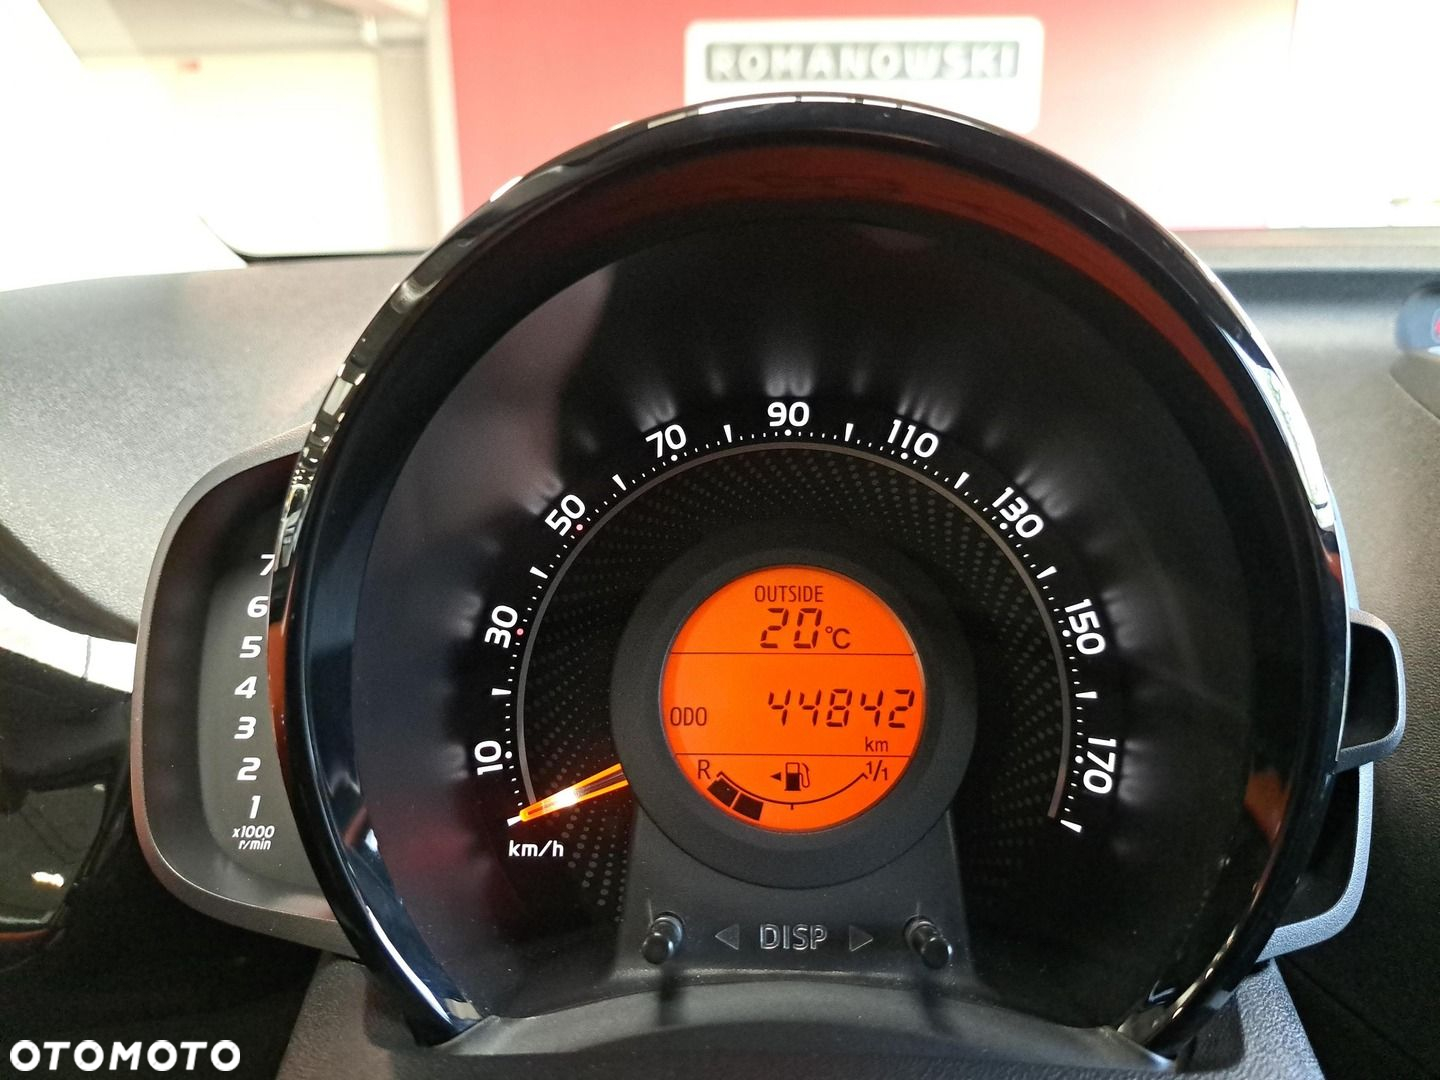 ROMANOWSKI
10 30 50 70 90 110 130 150 170
km/h
7
6
5
4
3
2
1
x1000
r/min
OUTSIDE
20°C
ODO 44842
km
R 1/1
DISP
OTOMOTO